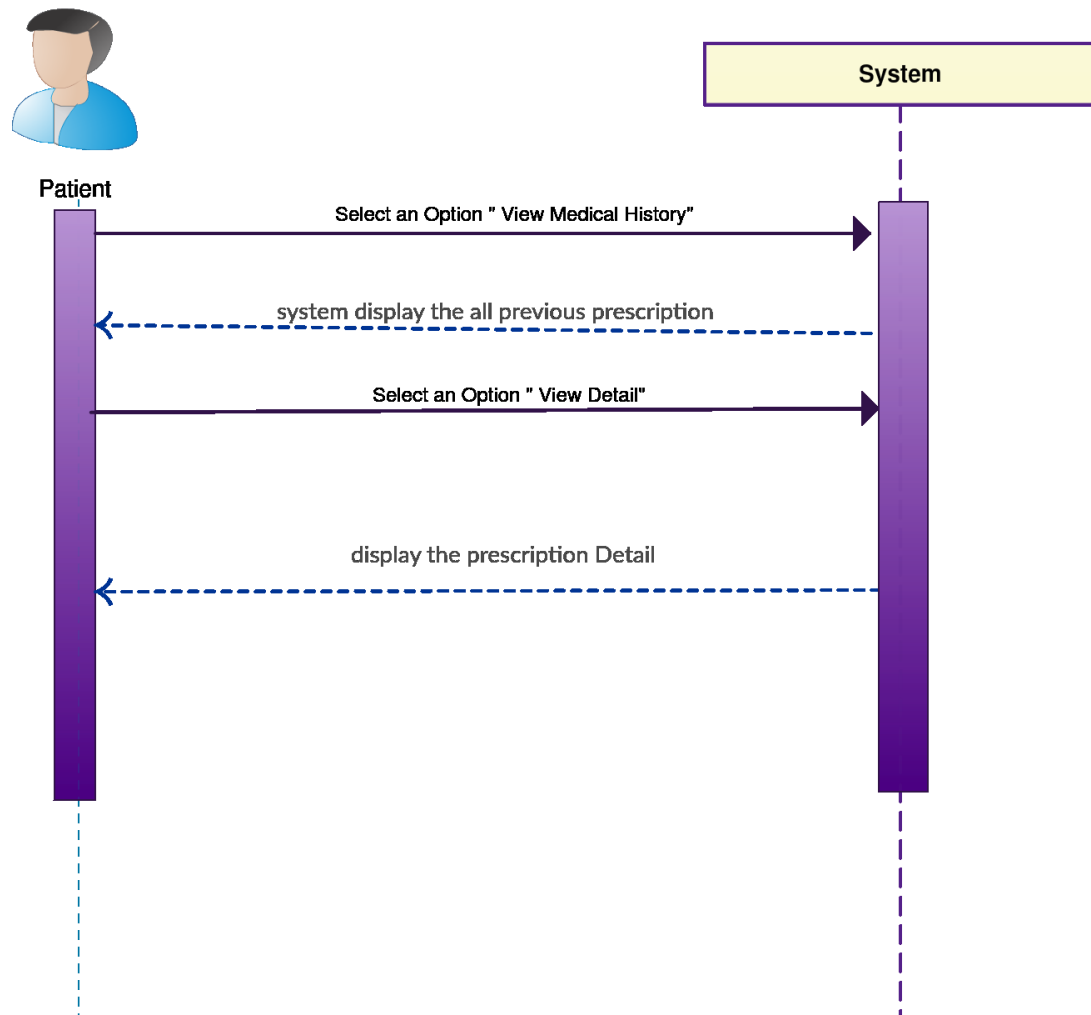 System
Patient
Select an Option " View Medical History"
system display the all previous prescription
Select an Option " View Detail"
display the prescription Detail